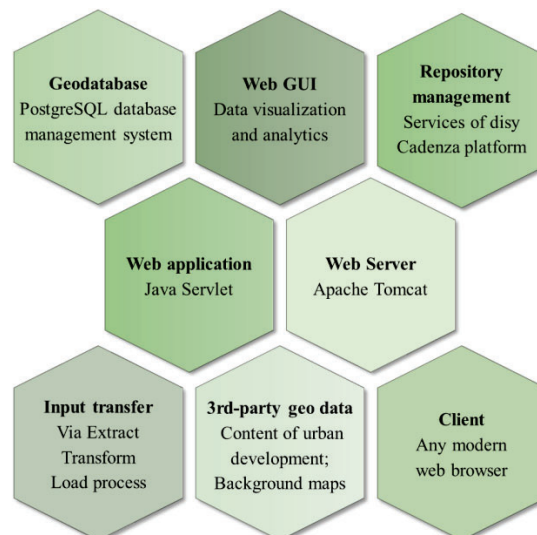 Geodatabase
PostgreSQL database
management system
Web GUI
Data visualization
and analytics
Repository
management
Services of disy
Cadenza platform
Web application
Java Servlet
Web Server
Apache Tomcat
Input transfer
Via Extract
Transform
Load process
3rd-party geo data
Content of urban
development;
Background maps
Client
Any modern
web browser